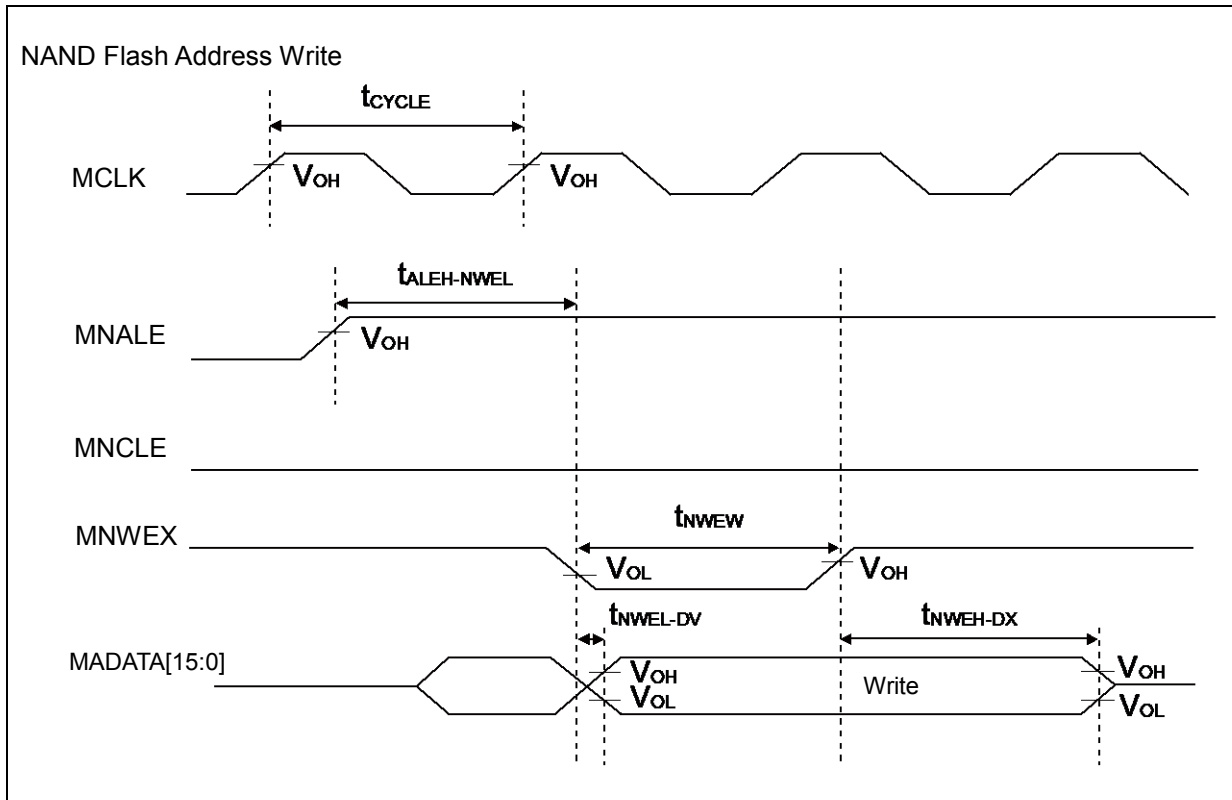 NAND Flash Address Write
tCYCLE
MCLK
VOH
VOH
tALEH-NWEL
MNALE
VOH
MNCLE
tNWEW
MNWEX
VOL
VOH
tNWEL-DV
tNWEH-DX
MADATA[15:0]
VOH
VOL
Write
VOH
VOL